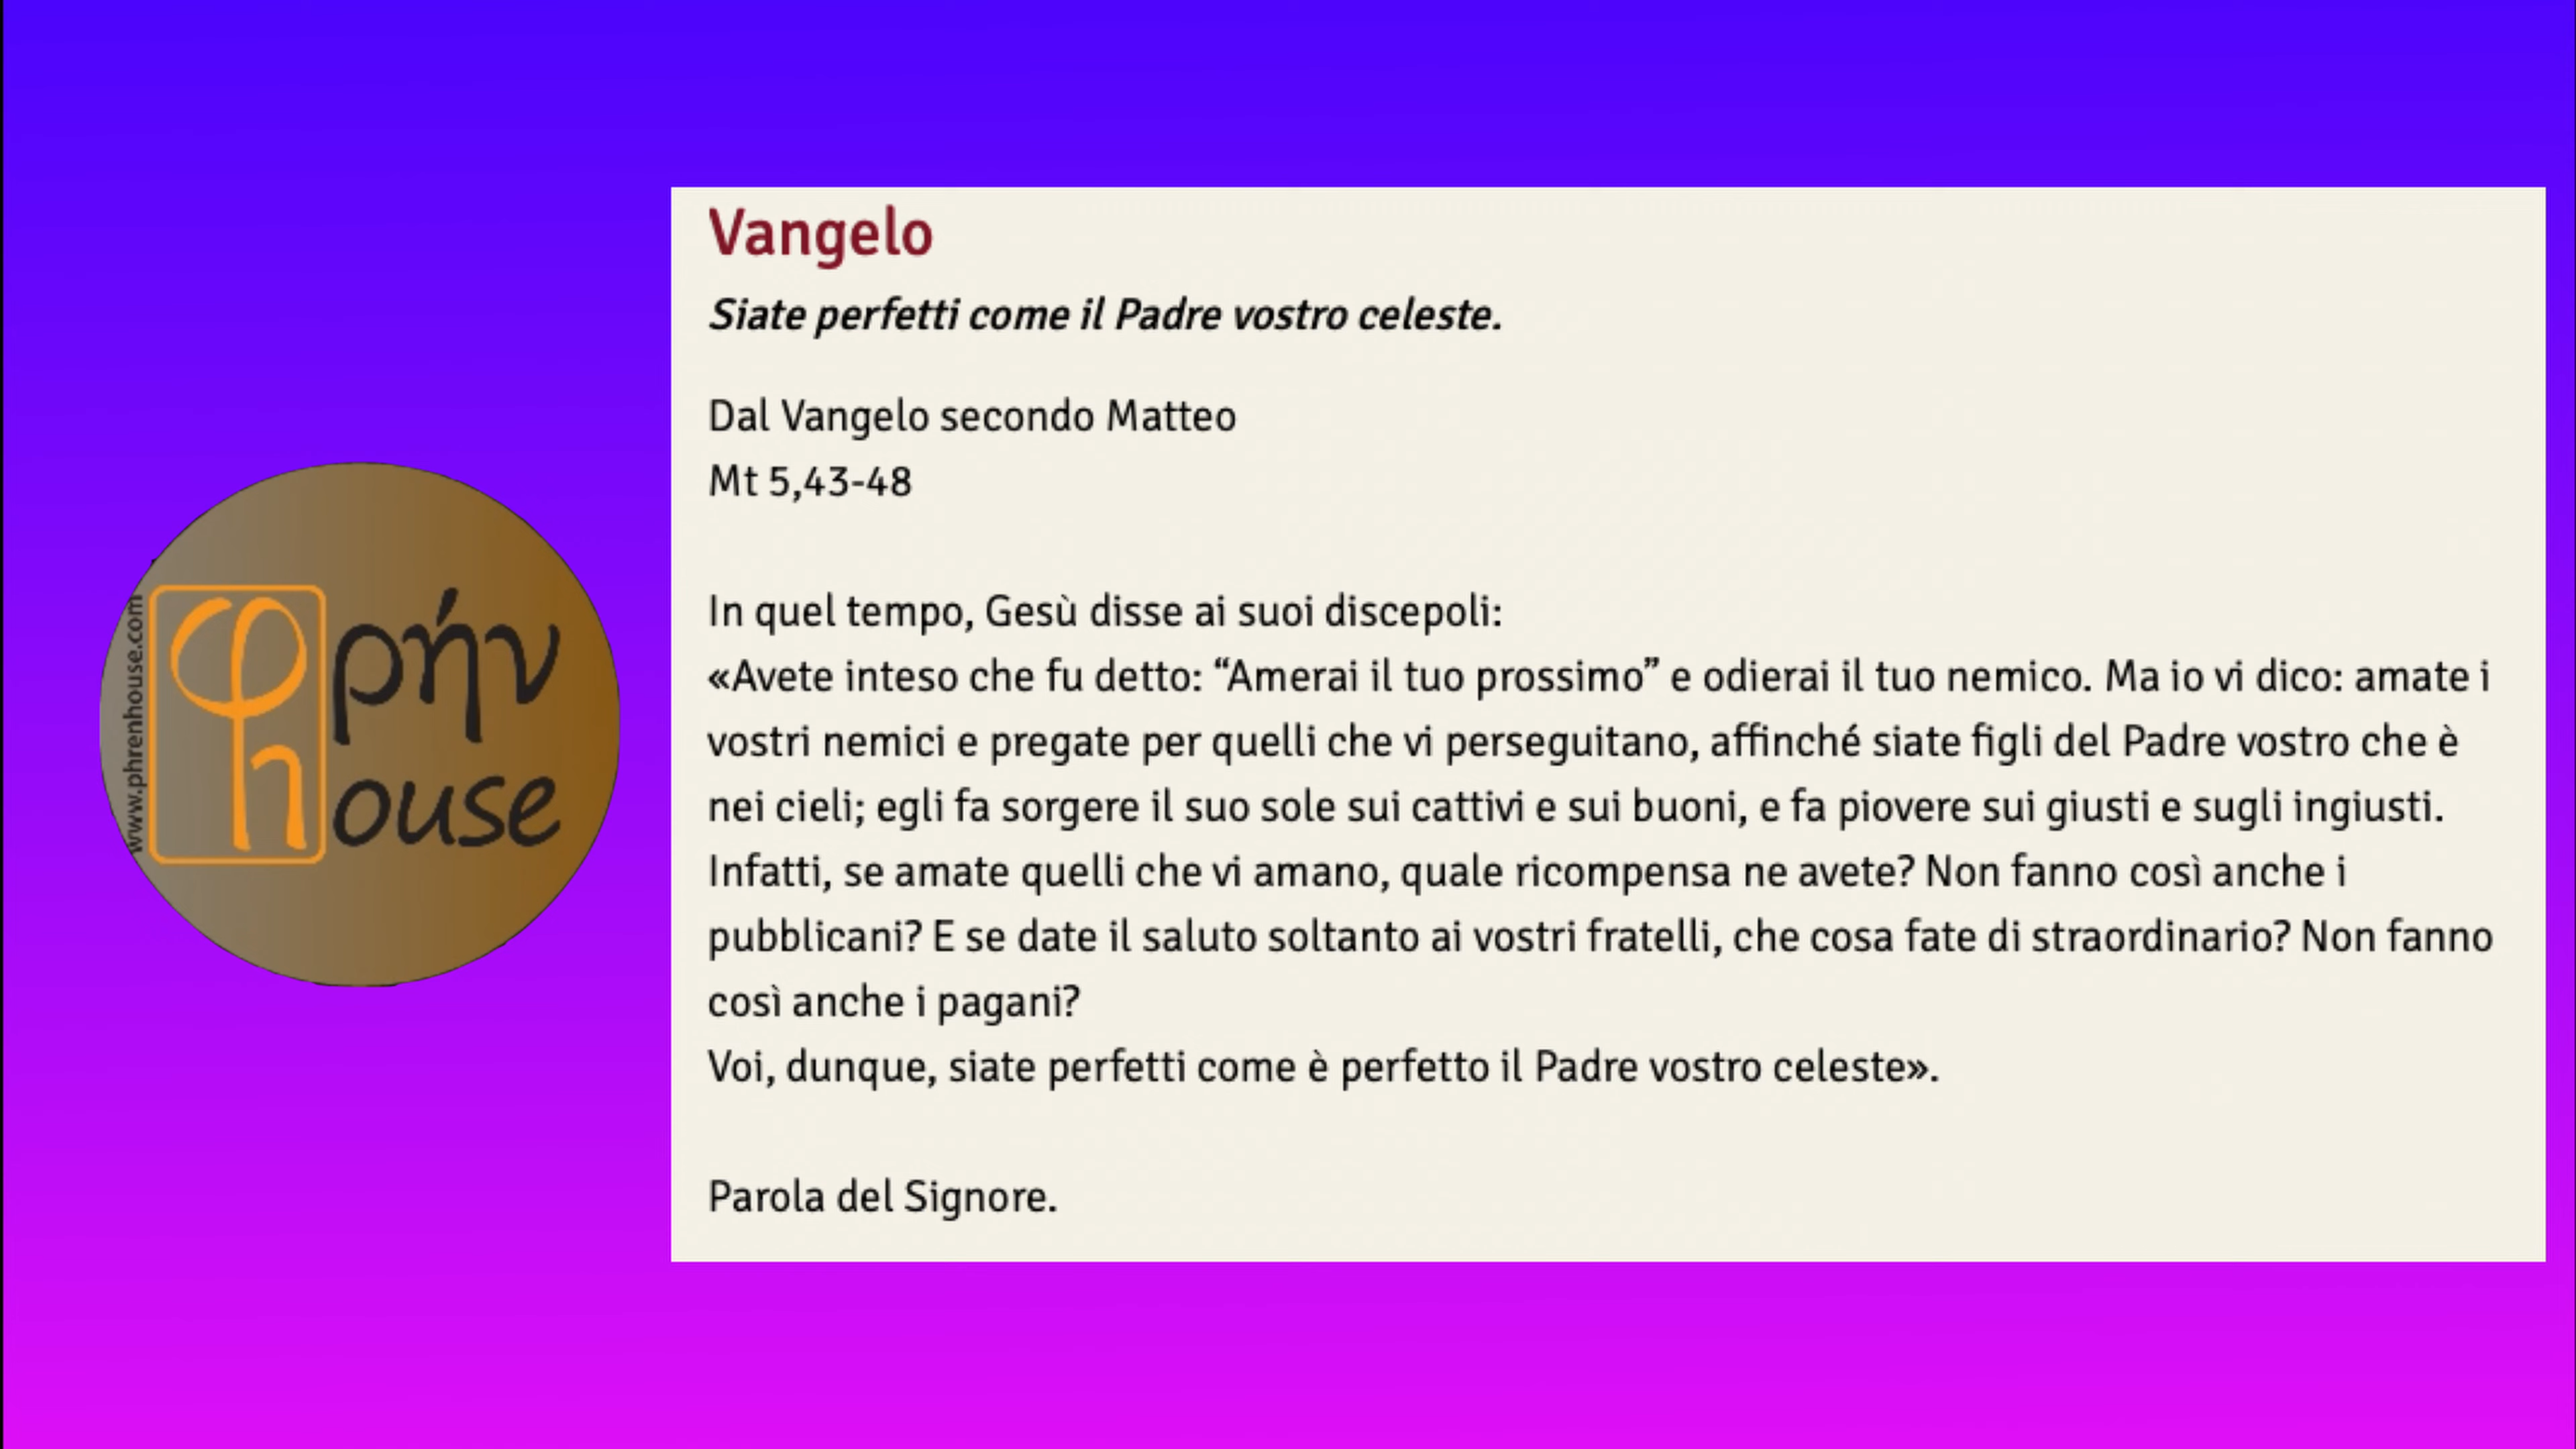 www.phrenhouse.com
φρήν
house
Vangelo
Siate perfetti come il Padre vostro celeste.
Dal Vangelo secondo Matteo
Mt 5,43-48
In quel tempo, Gesù disse ai suoi discepoli:
«Avete inteso che fu detto: “Amerai il tuo prossimo” e odierai il tuo nemico. Ma io vi dico: amate i
vostri nemici e pregate per quelli che vi perseguitano, affinché siate figli del Padre vostro che è
nei cieli; egli fa sorgere il suo sole sui cattivi e sui buoni, e fa piovere sui giusti e sugli ingiusti.
Infatti, se amate quelli che vi amano, quale ricompensa ne avete? Non fanno così anche i
pubblicani? E se date il saluto soltanto ai vostri fratelli, che cosa fate di straordinario? Non fanno
così anche i pagani?
Voi, dunque, siate perfetti come è perfetto il Padre vostro celeste».
Parola del Signore.